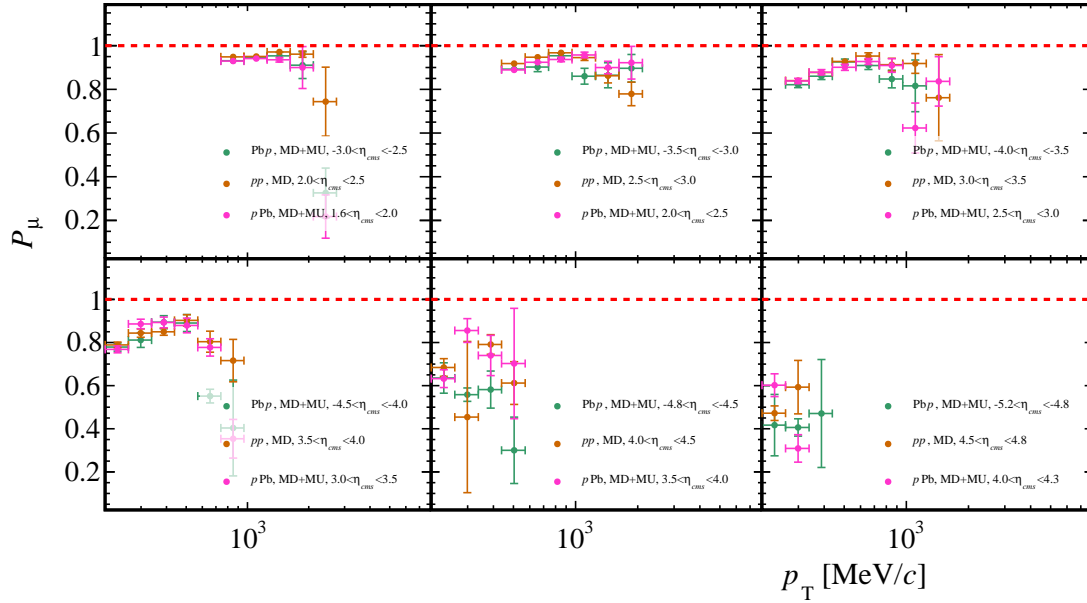 1
0.8
0.6
0.4
0.2
Pbp, MD+MU, -3.0<η_cms<-2.5
pp, MD, 2.0<η_cms<2.5
pPb, MD+MU, 1.6<η_cms<2.0
Pbp, MD+MU, -3.5<η_cms<-3.0
pp, MD, 2.5<η_cms<3.0
pPb, MD+MU, 2.0<η_cms<2.5
Pbp, MD+MU, -4.0<η_cms<-3.5
pp, MD, 3.0<η_cms<3.5
pPb, MD+MU, 2.5<η_cms<3.0
P_μ
1
0.8
0.6
0.4
0.2
Pbp, MD+MU, -4.5<η_cms<-4.0
pp, MD, 3.5<η_cms<4.0
pPb, MD+MU, 3.0<η_cms<3.5
Pbp, MD+MU, -4.8<η_cms<-4.5
pp, MD, 4.0<η_cms<4.5
pPb, MD+MU, 3.5<η_cms<4.0
Pbp, MD+MU, -5.2<η_cms<-4.8
pp, MD, 4.5<η_cms<4.8
pPb, MD+MU, 4.0<η_cms<4.3
10³ 10³ 10³
p_T [MeV/c]